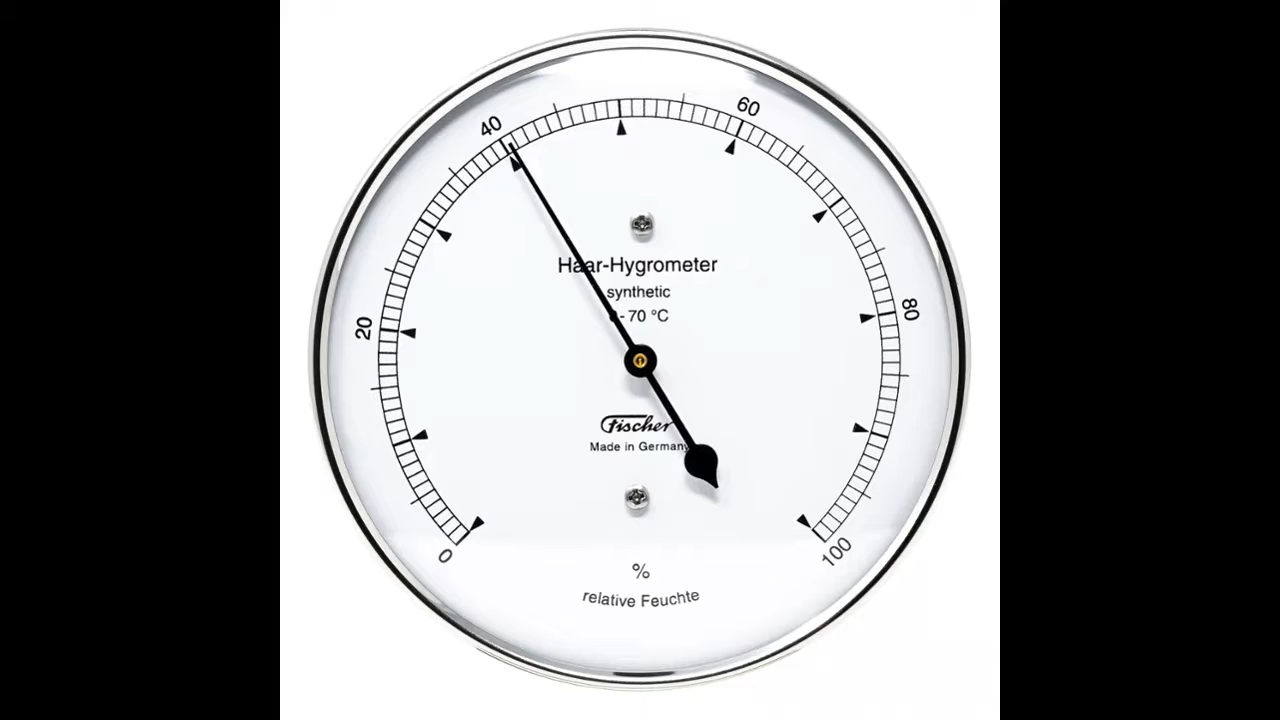 40
60
20
80
Haar-Hygrometer
synthetic
- 70 °C
Fischer
Made in Germany
0
100
%
relative Feuchte